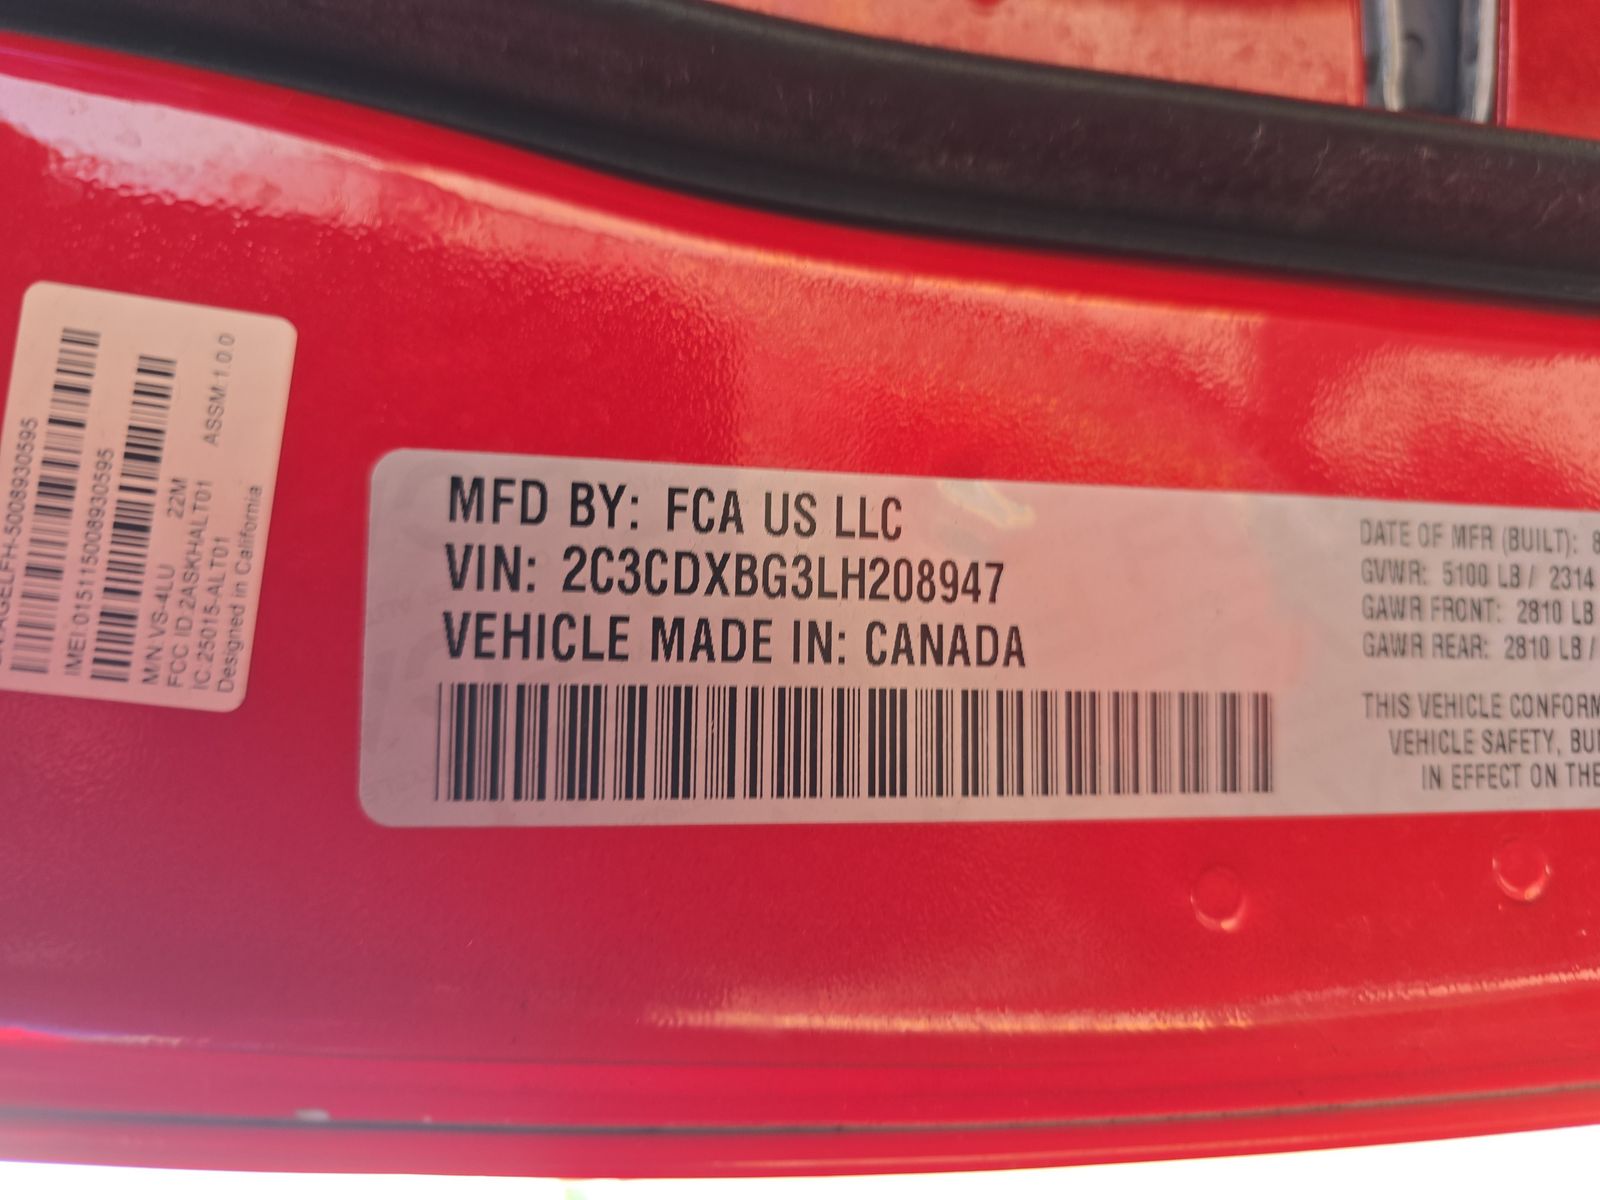 5008930595
IMEI:015115008930595
M/N:VS-4LU 22M
FCC ID:2ASKHALT01
IC:25015-ALT01 ASSM:1.0.0
Designed in California
MFD BY: FCA US LLC
VIN: 2C3CDXBG3LH208947
VEHICLE MADE IN: CANADA
DATE OF MFR (BUILT): 8
GVWR: 5100 LB / 2314
GAWR FRONT: 2810 LB
GAWR REAR: 2810 LB /
THIS VEHICLE CONFORM
VEHICLE SAFETY, BU
IN EFFECT ON THE